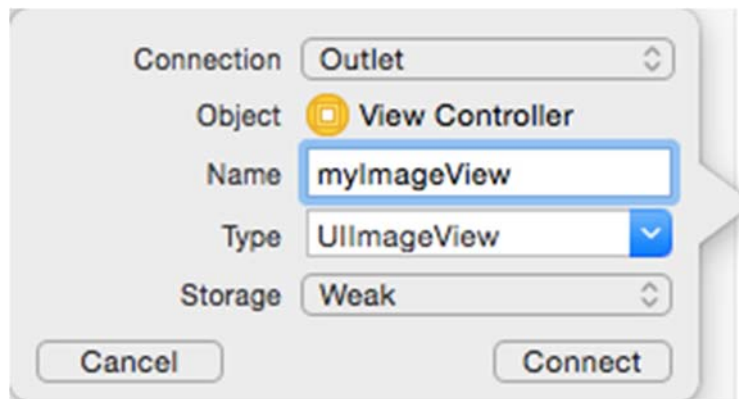 Connection Outlet
Object View Controller
Name myImageView
Type UIImageView
Storage Weak
Cancel Connect